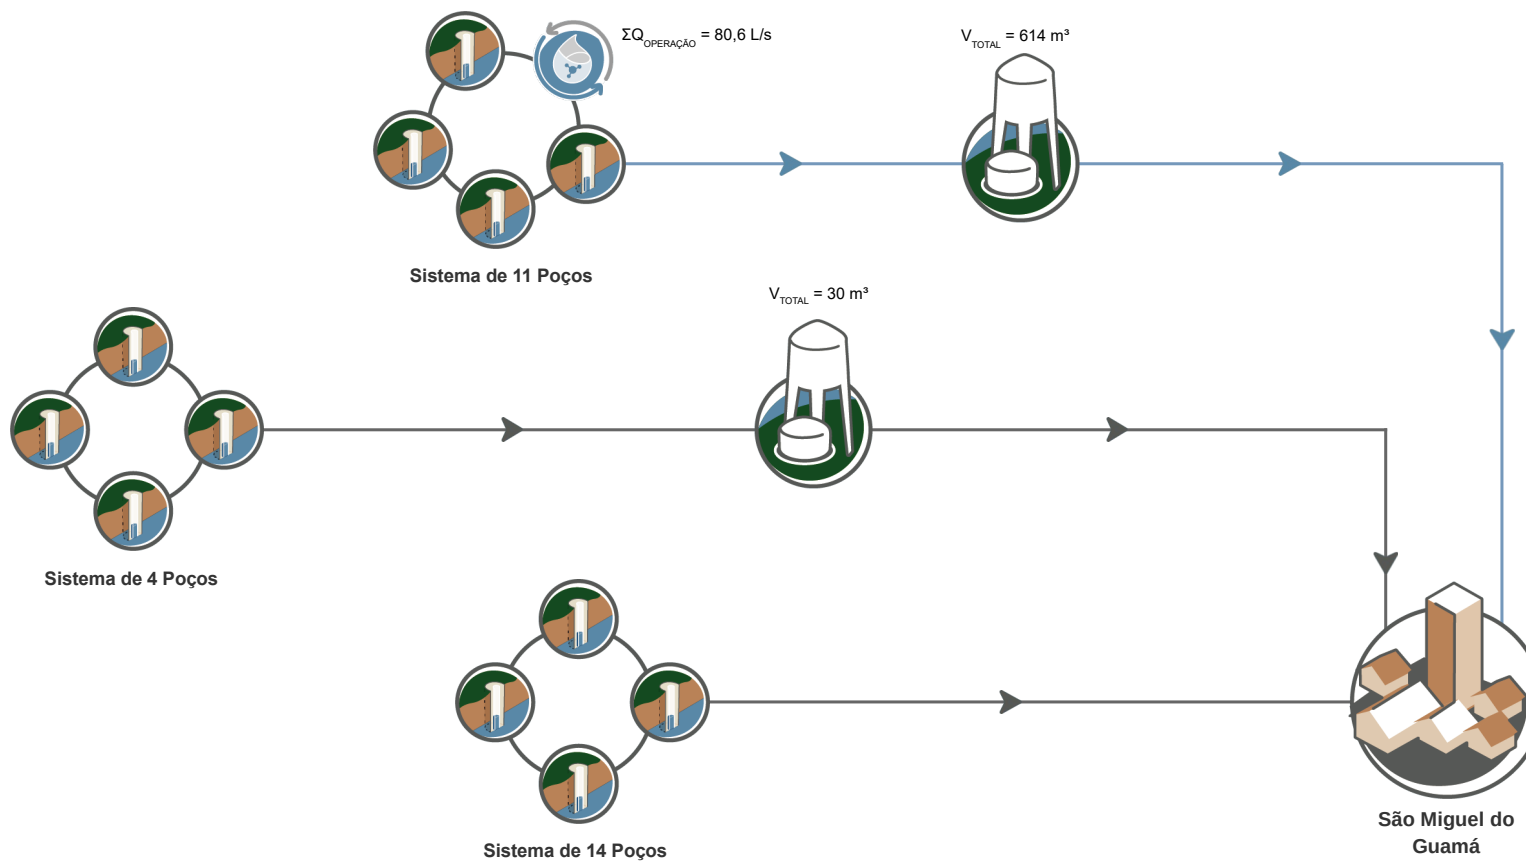 ΣQOPERAÇÃO = 80,6 L/s
VTOTAL = 614 m³
Sistema de 11 Poços
VTOTAL = 30 m³
Sistema de 4 Poços
Sistema de 14 Poços
São Miguel do
Guamá